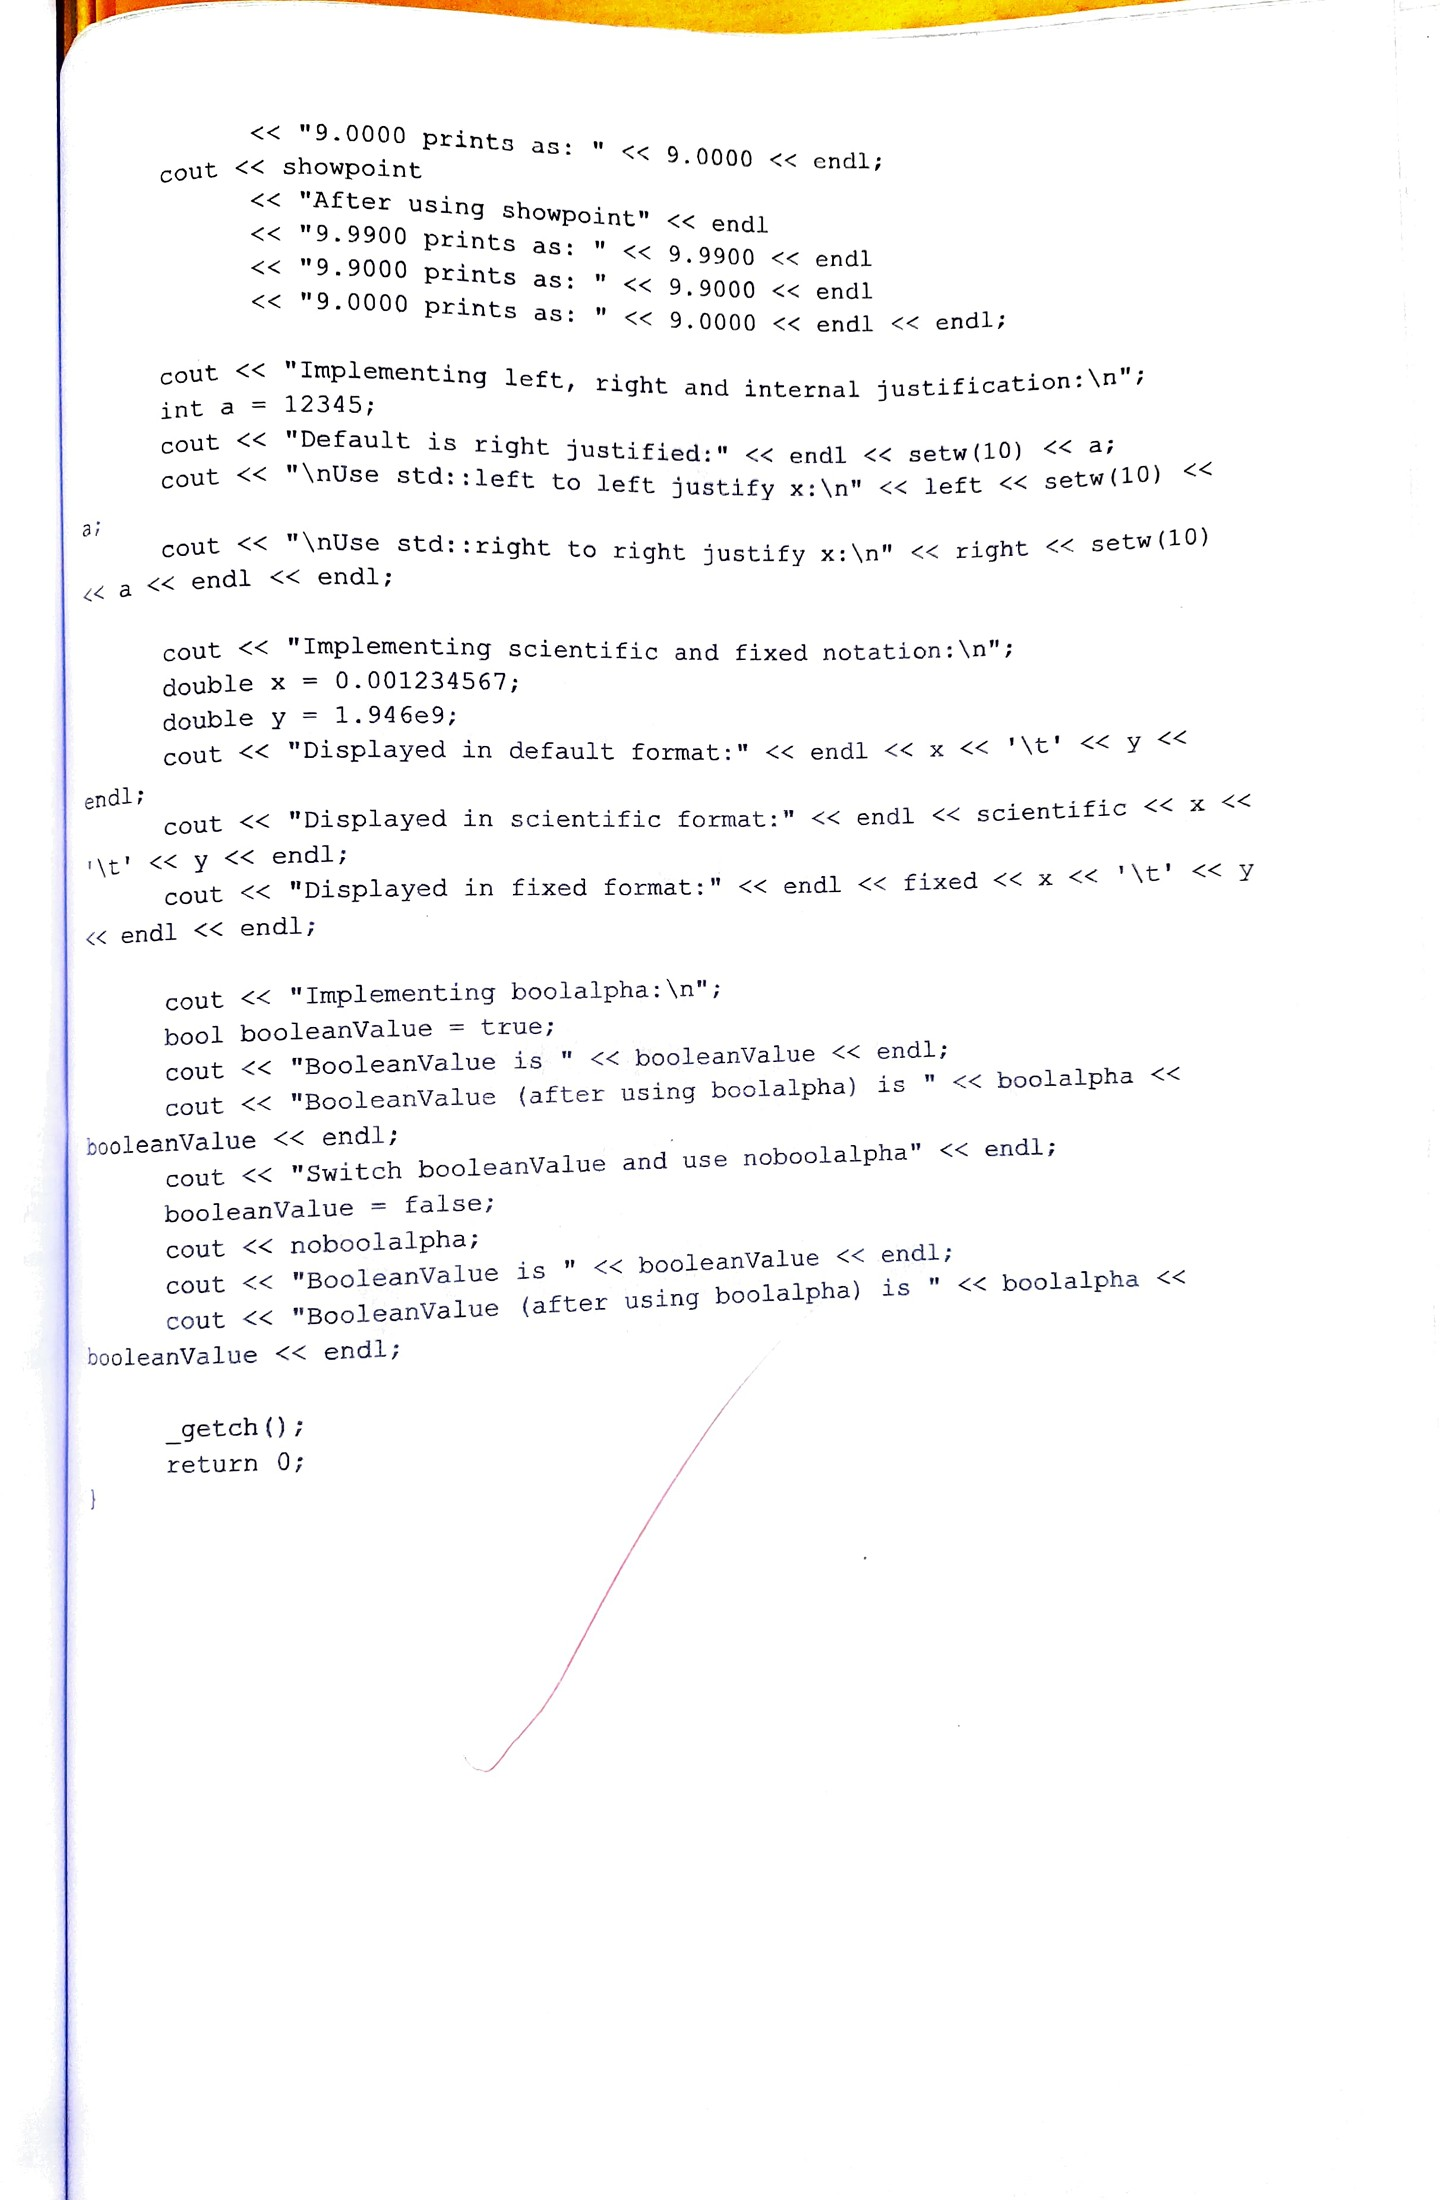 << "9.0000 prints as: " << 9.0000 << endl;
cout << showpoint
<< "After using showpoint" << endl
<< "9.9900 prints as: " << 9.9900 << endl
<< "9.9000 prints as: " << 9.9000 << endl
<< "9.0000 prints as: " << 9.0000 << endl << endl;
cout << "Implementing left, right and internal justification:\n";
int a = 12345;
cout << "Default is right justified:" << endl << setw(10) << a;
cout << "\nUse std::left to left justify x:\n" << left << setw(10) <<
a;
cout << "\nUse std::right to right justify x:\n" << right << setw(10)
<< a << endl << endl;
cout << "Implementing scientific and fixed notation:\n";
double x = 0.001234567;
double y = 1.946e9;
cout << "Displayed in default format:" << endl << x << '\t' << y <<
endl;
cout << "Displayed in scientific format:" << endl << scientific << x <<
'\t' << y << endl;
cout << "Displayed in fixed format:" << endl << fixed << x << '\t' << y
<< endl << endl;
cout << "Implementing boolalpha:\n";
bool booleanValue = true;
cout << "BooleanValue is " << booleanValue << endl;
cout << "BooleanValue (after using boolalpha) is " << boolalpha <<
booleanValue << endl;
cout << "Switch booleanValue and use noboolalpha" << endl;
booleanValue = false;
cout << noboolalpha;
cout << "BooleanValue is " << booleanValue << endl;
cout << "BooleanValue (after using boolalpha) is " << boolalpha <<
booleanValue << endl;
_getch();
return 0;
}